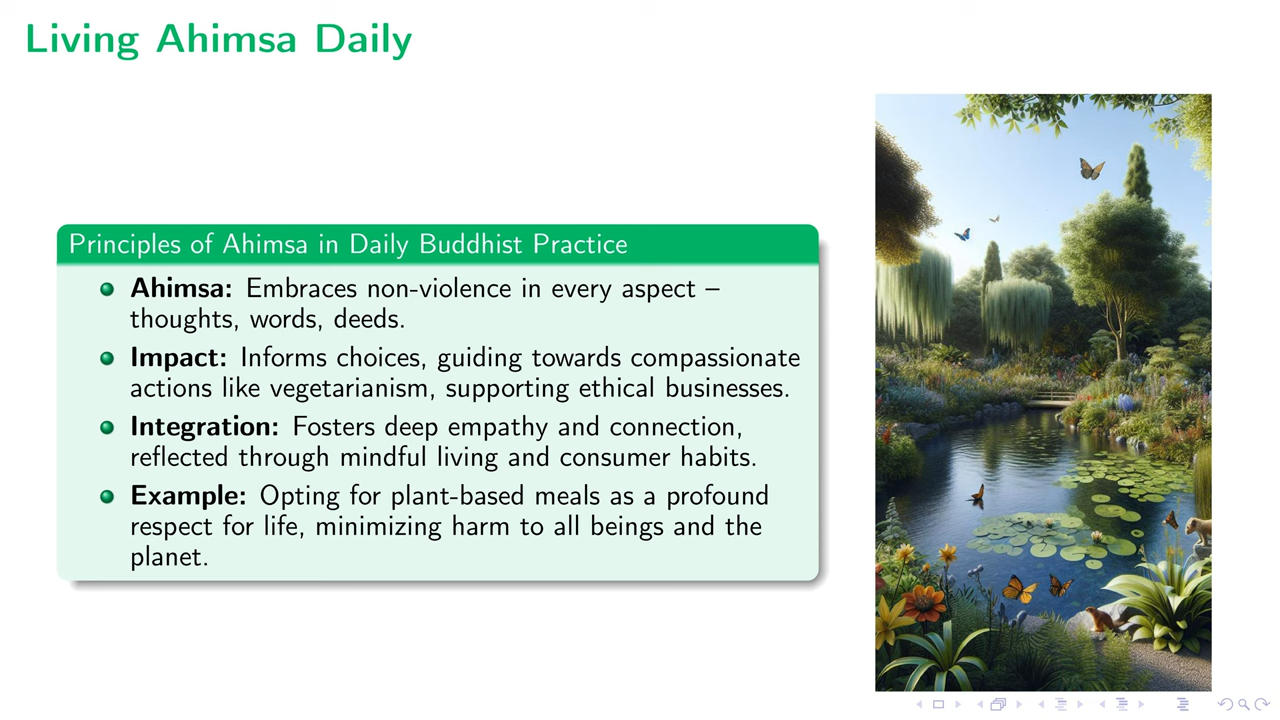 Living Ahimsa Daily
Principles of Ahimsa in Daily Buddhist Practice
Ahimsa: Embraces non-violence in every aspect –
thoughts, words, deeds.
Impact: Informs choices, guiding towards compassionate
actions like vegetarianism, supporting ethical businesses.
Integration: Fosters deep empathy and connection,
reflected through mindful living and consumer habits.
Example: Opting for plant-based meals as a profound
respect for life, minimizing harm to all beings and the
planet.